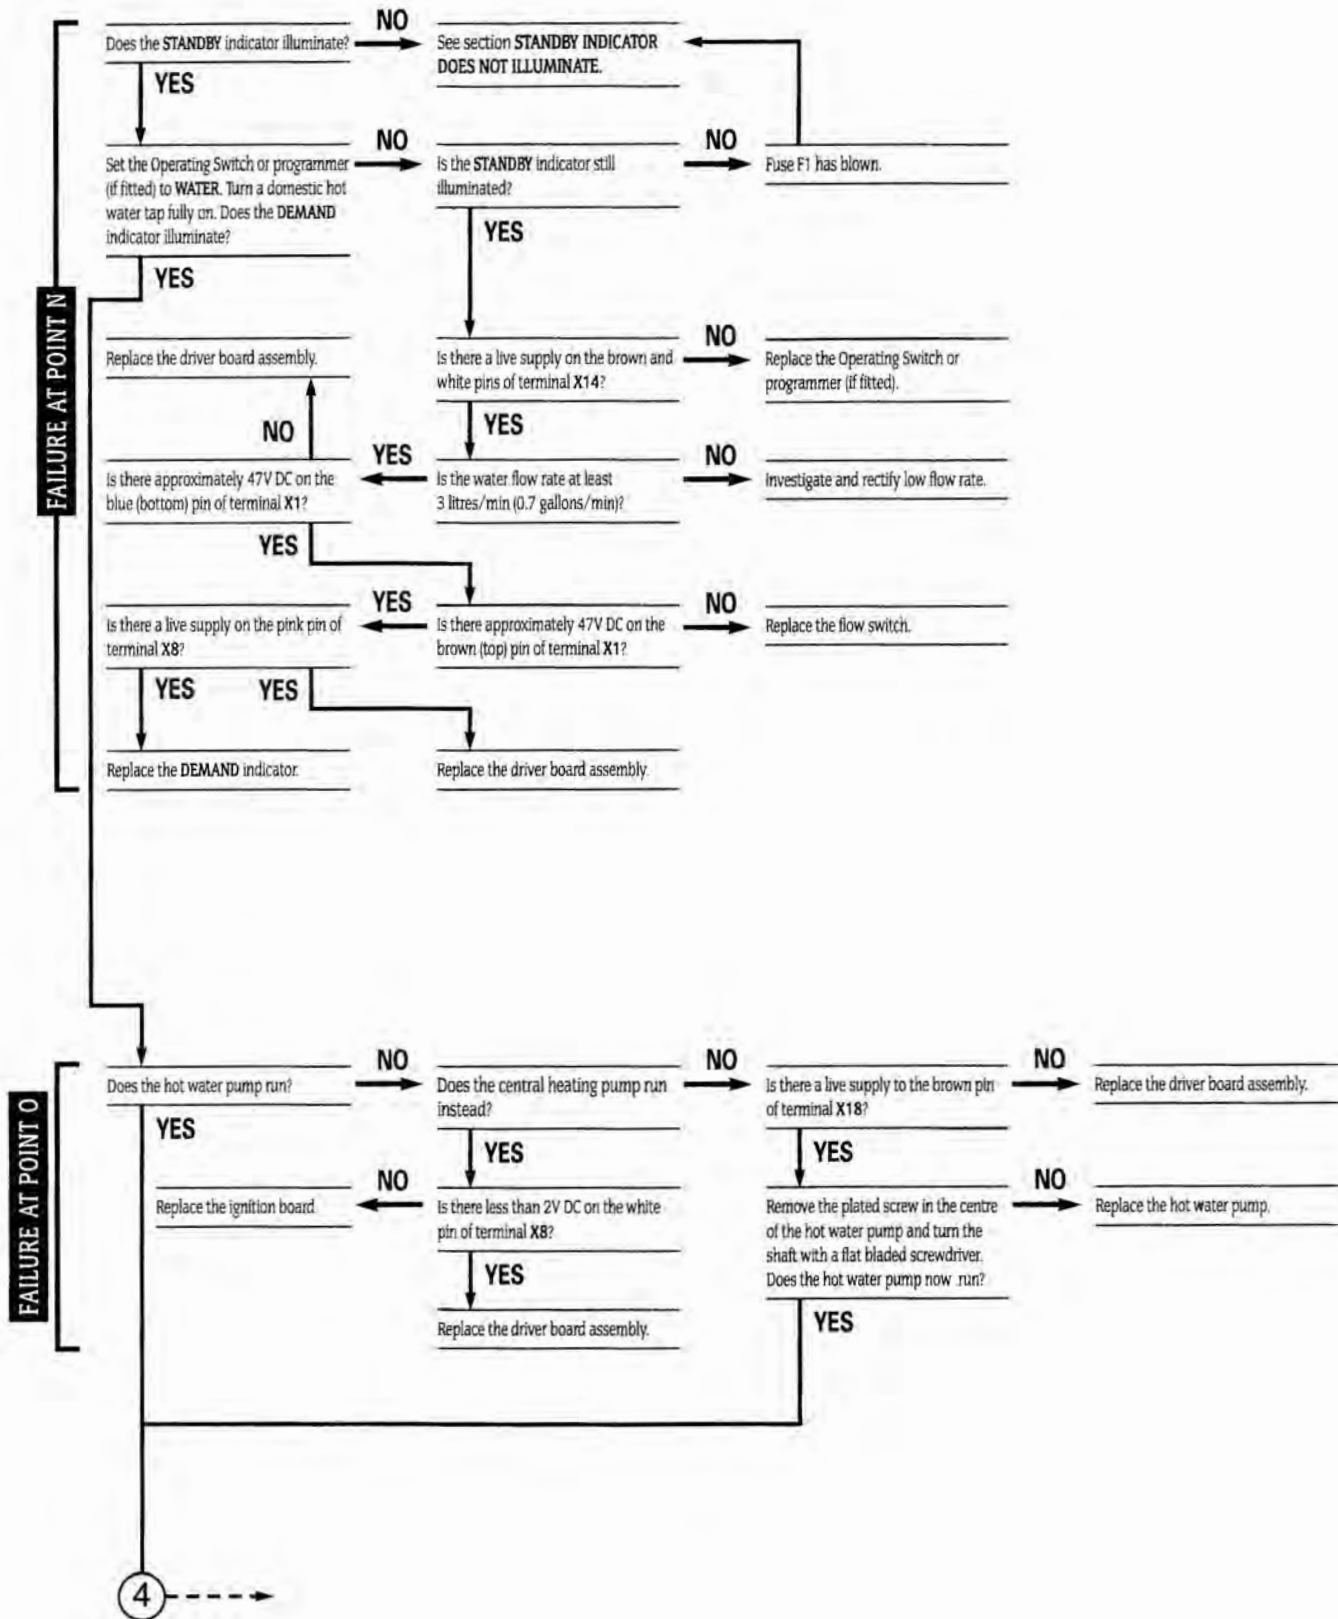 FAILURE AT POINT N
Does the STANDBY indicator illuminate?
NO
See section STANDBY INDICATOR
DOES NOT ILLUMINATE.
YES
Set the Operating Switch or programmer
(if fitted) to WATER. Turn a domestic hot
water tap fully on. Does the DEMAND
indicator illuminate?
NO
Is the STANDBY indicator still
illuminated?
NO
Fuse F1 has blown.
YES
YES
Replace the driver board assembly.
Is there a live supply on the brown and
white pins of terminal X14?
NO
Replace the Operating Switch or
programmer (if fitted).
NO
YES
Is there approximately 47V DC on the
blue (bottom) pin of terminal X1?
YES
Is the water flow rate at least
3 litres/min (0.7 gallons/min)?
NO
Investigate and rectify low flow rate.
YES
Is there a live supply on the pink pin of
terminal X8?
YES
Is there approximately 47V DC on the
brown (top) pin of terminal X1?
NO
Replace the flow switch.
YES
YES
Replace the DEMAND indicator.
Replace the driver board assembly.
FAILURE AT POINT O
Does the hot water pump run?
NO
Does the central heating pump run
instead?
NO
Is there a live supply to the brown pin
of terminal X18?
NO
Replace the driver board assembly.
YES
YES
YES
Replace the ignition board
NO
Is there less than 2V DC on the white
pin of terminal X8?
Remove the plated screw in the centre
of the hot water pump and turn the
shaft with a flat bladed screwdriver.
Does the hot water pump now .run?
NO
Replace the hot water pump.
YES
Replace the driver board assembly.
YES
4